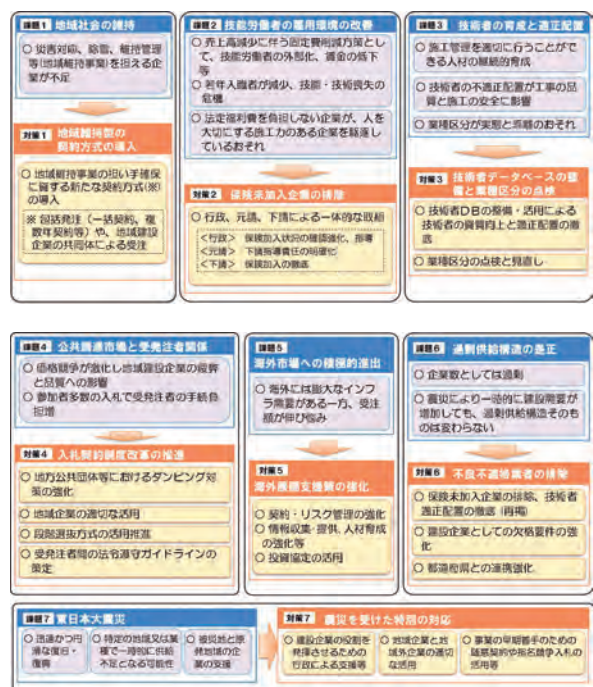 課題1 地域社会の維持
○ 災害対応、除雪、維持管理
等(地域維持事業)を担える企
業が不足
対策1 地域維持型の
契約方式の導入
○ 地域維持事業の担い手確保
に資する新たな契約方式(※)
の導入
※ 包括発注(一括契約、複
数年契約等)や、地域建設
企業の共同体による受注
課題2 技能労働者の雇用環境の改善
○ 売上高減少に伴う固定費削減方策とし
て、技能労働者の外部化、賃金の低下
等
○ 若年入職者が減少、技能・技術喪失の
危機
○ 法定福利費を負担しない企業が、人を
大切にする施工力のある企業を駆逐し
ているおそれ
対策2 保険未加入企業の排除
○ 行政、元請、下請による一体的な取組
<行政> 保険加入状況の確認強化、指導
<元請> 下請指導責任の明確化
<下請> 保険加入の徹底
課題3 技術者の育成と適正配置
○ 施工管理を適切に行うことがで
きる人材の継続的育成
○ 技術者の不適正配置が工事の品
質と施工の安全に影響
○ 業種区分が実態と乖離のおそれ
対策3 技術者データベースの整
備と業種区分の点検
○ 技術者DBの整備・活用による
技術者の資質向上と適正配置の徹
底
○ 業種区分の点検と見直し
課題4 公共調達市場と受発注者関係
○ 価格競争が激化し地域建設企業の疲弊
と品質への影響
○ 参加者多数の入札で受発注者の手続負
担増
対策4 入札契約制度改革の推進
○ 地方公共団体等におけるダンピング対
策の強化
○ 地域企業の適切な活用
○ 段階選抜方式の活用推進
○ 受発注者間の法令遵守ガイドラインの
策定
課題5
海外市場への積極的進出
○ 海外には膨大なインフ
ラ需要がある一方、受注
額が伸び悩み
対策5
海外展開支援策の強化
○ 契約・リスク管理の強化
○ 情報収集・提供、人材育成
の強化等
○ 投資協定の活用
課題6 過剰供給構造の是正
○ 企業数としては過剰
○ 震災により一時的に建設需要が
増加しても、過剰供給構造そのも
のは変わらない
対策6 不良不適格業者の排除
○ 保険未加入企業の排除、技術者
適正配置の徹底(再掲)
○ 建設企業としての欠格要件の強
化
○ 都道府県との連携強化
課題7 東日本大震災
○ 迅速かつ円
滑な復旧・
復興
○ 特定の地域又は業
種で一時的に供給
不足となる可能性
○ 被災地と原
発地域の企
業の支援
対策7 震災を受けた特別の対応
○ 建設企業の役割を
発揮させるための
行政による支援等
○ 地域企業と地
域外企業の適切
な活用
○ 事業の早期着手のための
随意契約や指名競争入札の
活用等